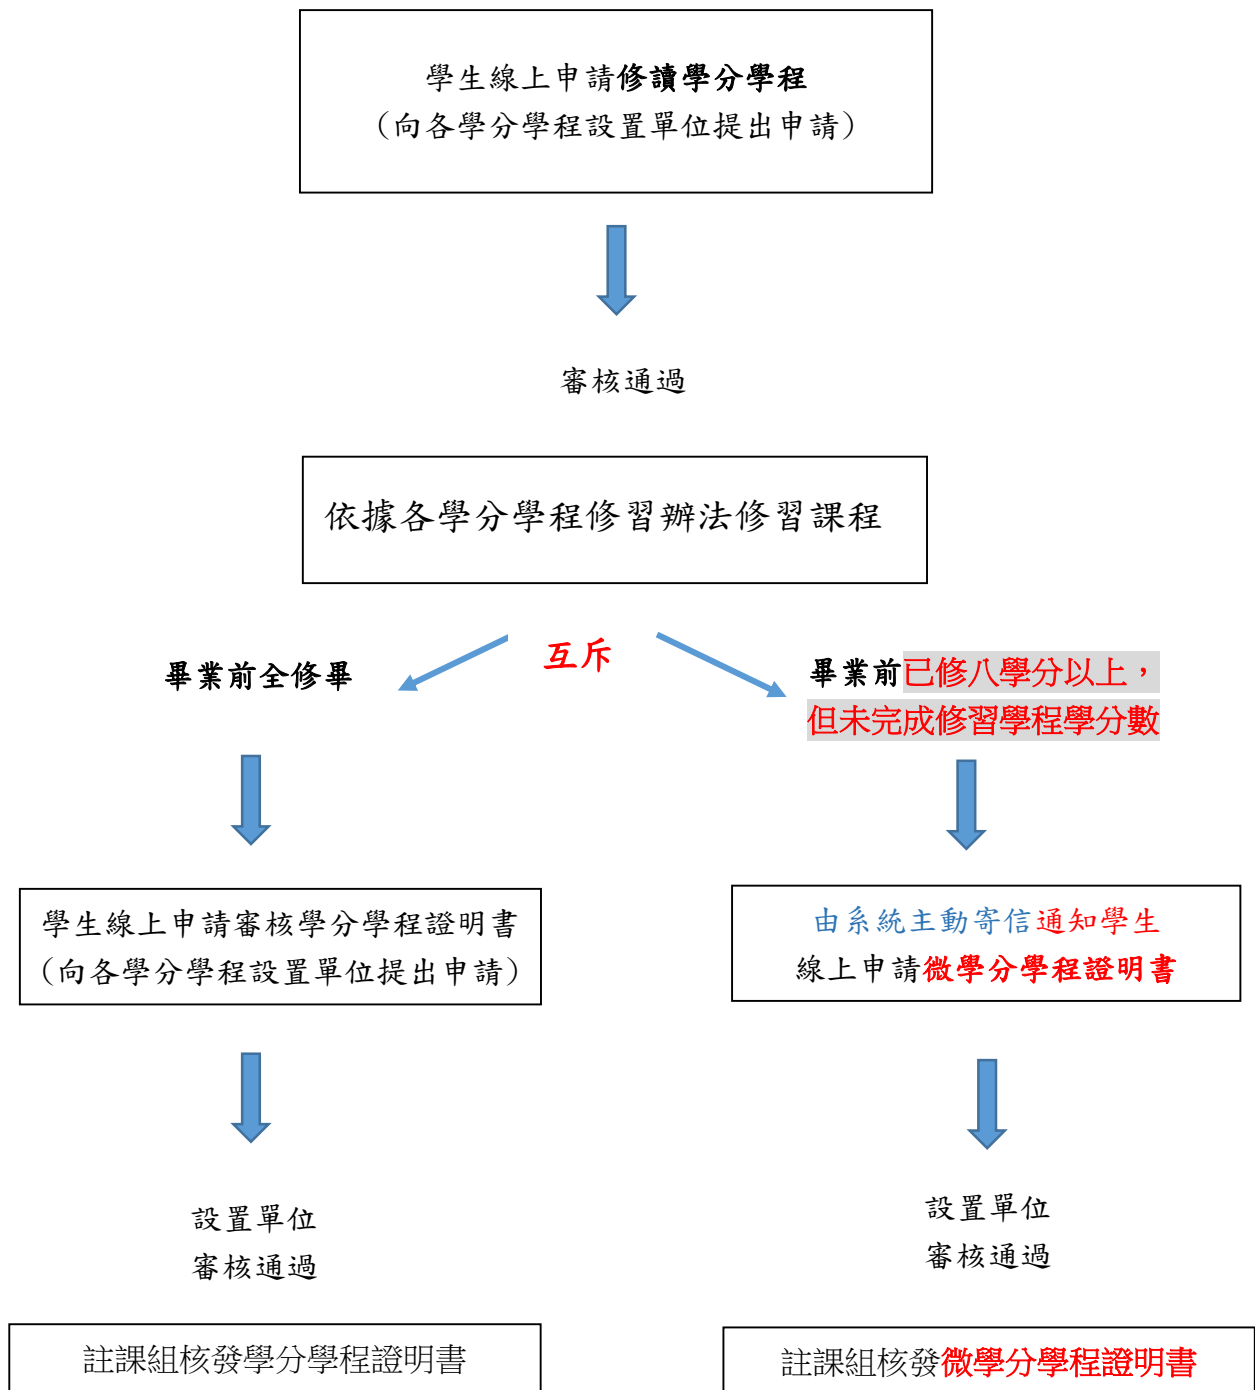 學生線上申請修讀學分學程
（向各學分學程設置單位提出申請）
審核通過
依據各學分學程修習辦法修習課程
互斥
畢業前全修畢
畢業前已修八學分以上，
但未完成修習學程學分數
學生線上申請審核學分學程證明書
（向各學分學程設置單位提出申請）
由系統主動寄信通知學生
線上申請微學分學程證明書
設置單位
審核通過
設置單位
審核通過
註課組核發學分學程證明書
註課組核發微學分學程證明書